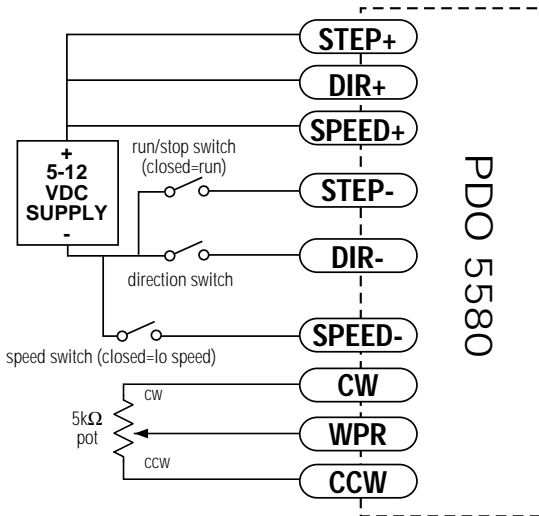 STEP+
DIR+
SPEED+
run/stop switch
(closed=run)
+
5-12
VDC
SUPPLY
-
STEP-
DIR-
direction switch
SPEED-
speed switch (closed=lo speed)
CW
CW
5kΩ
pot
WPR
CCW
CCW
PDO 5580